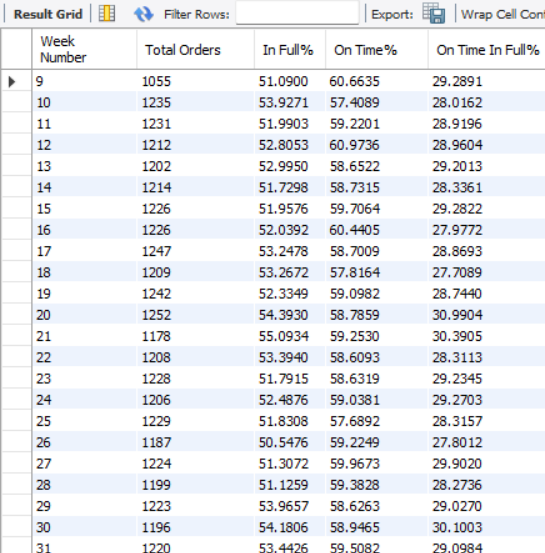 Result Grid Filter Rows: Export: Wrap Cell Cont
Week Number Total Orders In Full% On Time% On Time In Full%
9 1055 51.0900 60.6635 29.2891
10 1235 53.9271 57.4089 28.0162
11 1231 51.9903 59.2201 28.9196
12 1212 52.8053 60.9736 28.9604
13 1202 52.9950 58.6522 29.2013
14 1214 51.7298 58.7315 28.3361
15 1226 51.9576 59.7064 29.2822
16 1226 52.0392 60.4405 27.9772
17 1247 53.2478 58.7009 28.8693
18 1209 53.2672 57.8164 27.7089
19 1242 52.3349 59.0982 28.7440
20 1252 54.3930 58.7859 30.9904
21 1178 55.0934 59.2530 30.3905
22 1208 53.3940 58.6093 28.3113
23 1228 51.7915 58.6319 29.2345
24 1206 52.4876 59.0381 29.2703
25 1229 51.8308 57.6892 28.3157
26 1187 50.5476 59.2249 27.8012
27 1224 51.3072 59.9673 29.9020
28 1199 51.1259 59.3828 28.2736
29 1223 53.9657 58.6263 29.0270
30 1196 54.1806 58.9465 30.1003
31 1220 53.4426 59.5082 29.0984